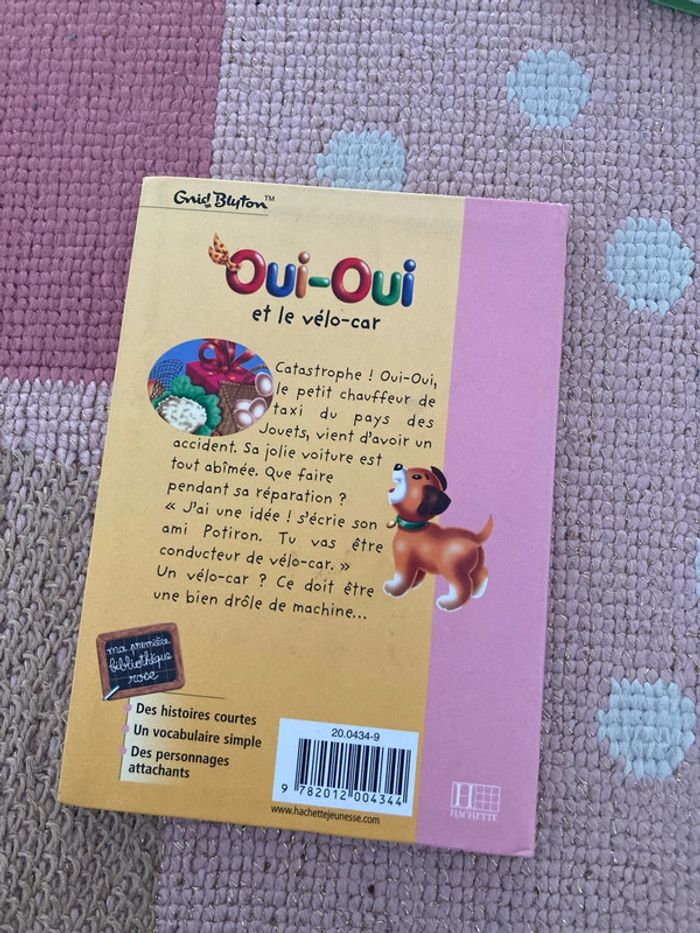 Enid Blyton™
Oui-Oui
et le vélo-car
Catastrophe ! Oui-Oui,
le petit chauffeur de
taxi du pays des
Jouets, vient d'avoir un
accident. Sa jolie voiture est
tout abîmée. Que faire
pendant sa réparation ?
« J'ai une idée ! s'écrie son
ami Potiron. Tu vas être
conducteur de vélo-car. »
Un vélo-car ? Ce doit être
une bien drôle de machine...
ma première
bibliothèque
rose
Des histoires courtes
Un vocabulaire simple
Des personnages
attachants
20.0434-9
9 782012 004344
www.hachettejeunesse.com
H
HACHETTE